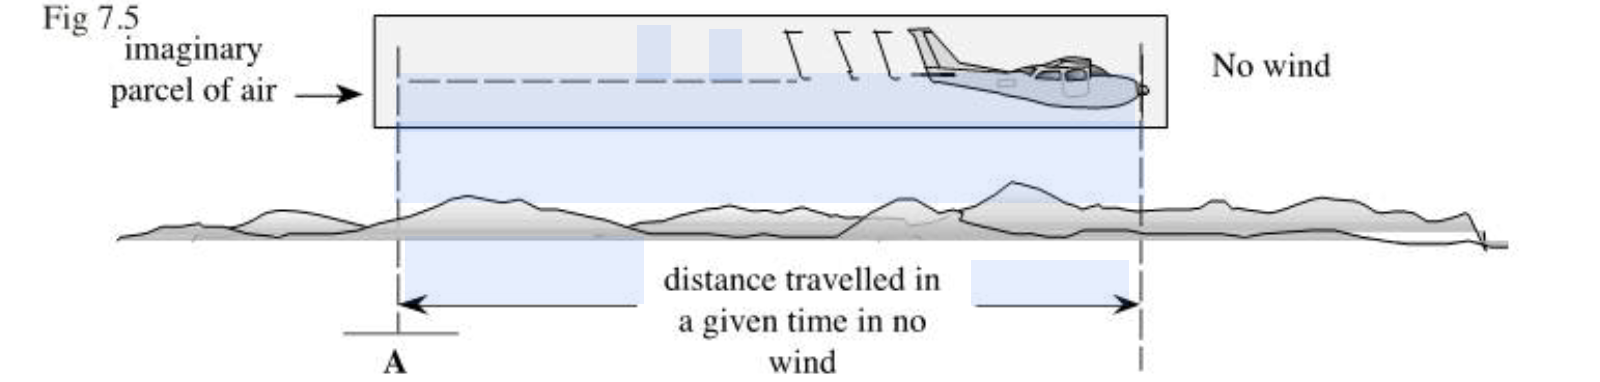 Fig 7.5
imaginary
parcel of air
No wind
distance travelled in
a given time in no
wind
A